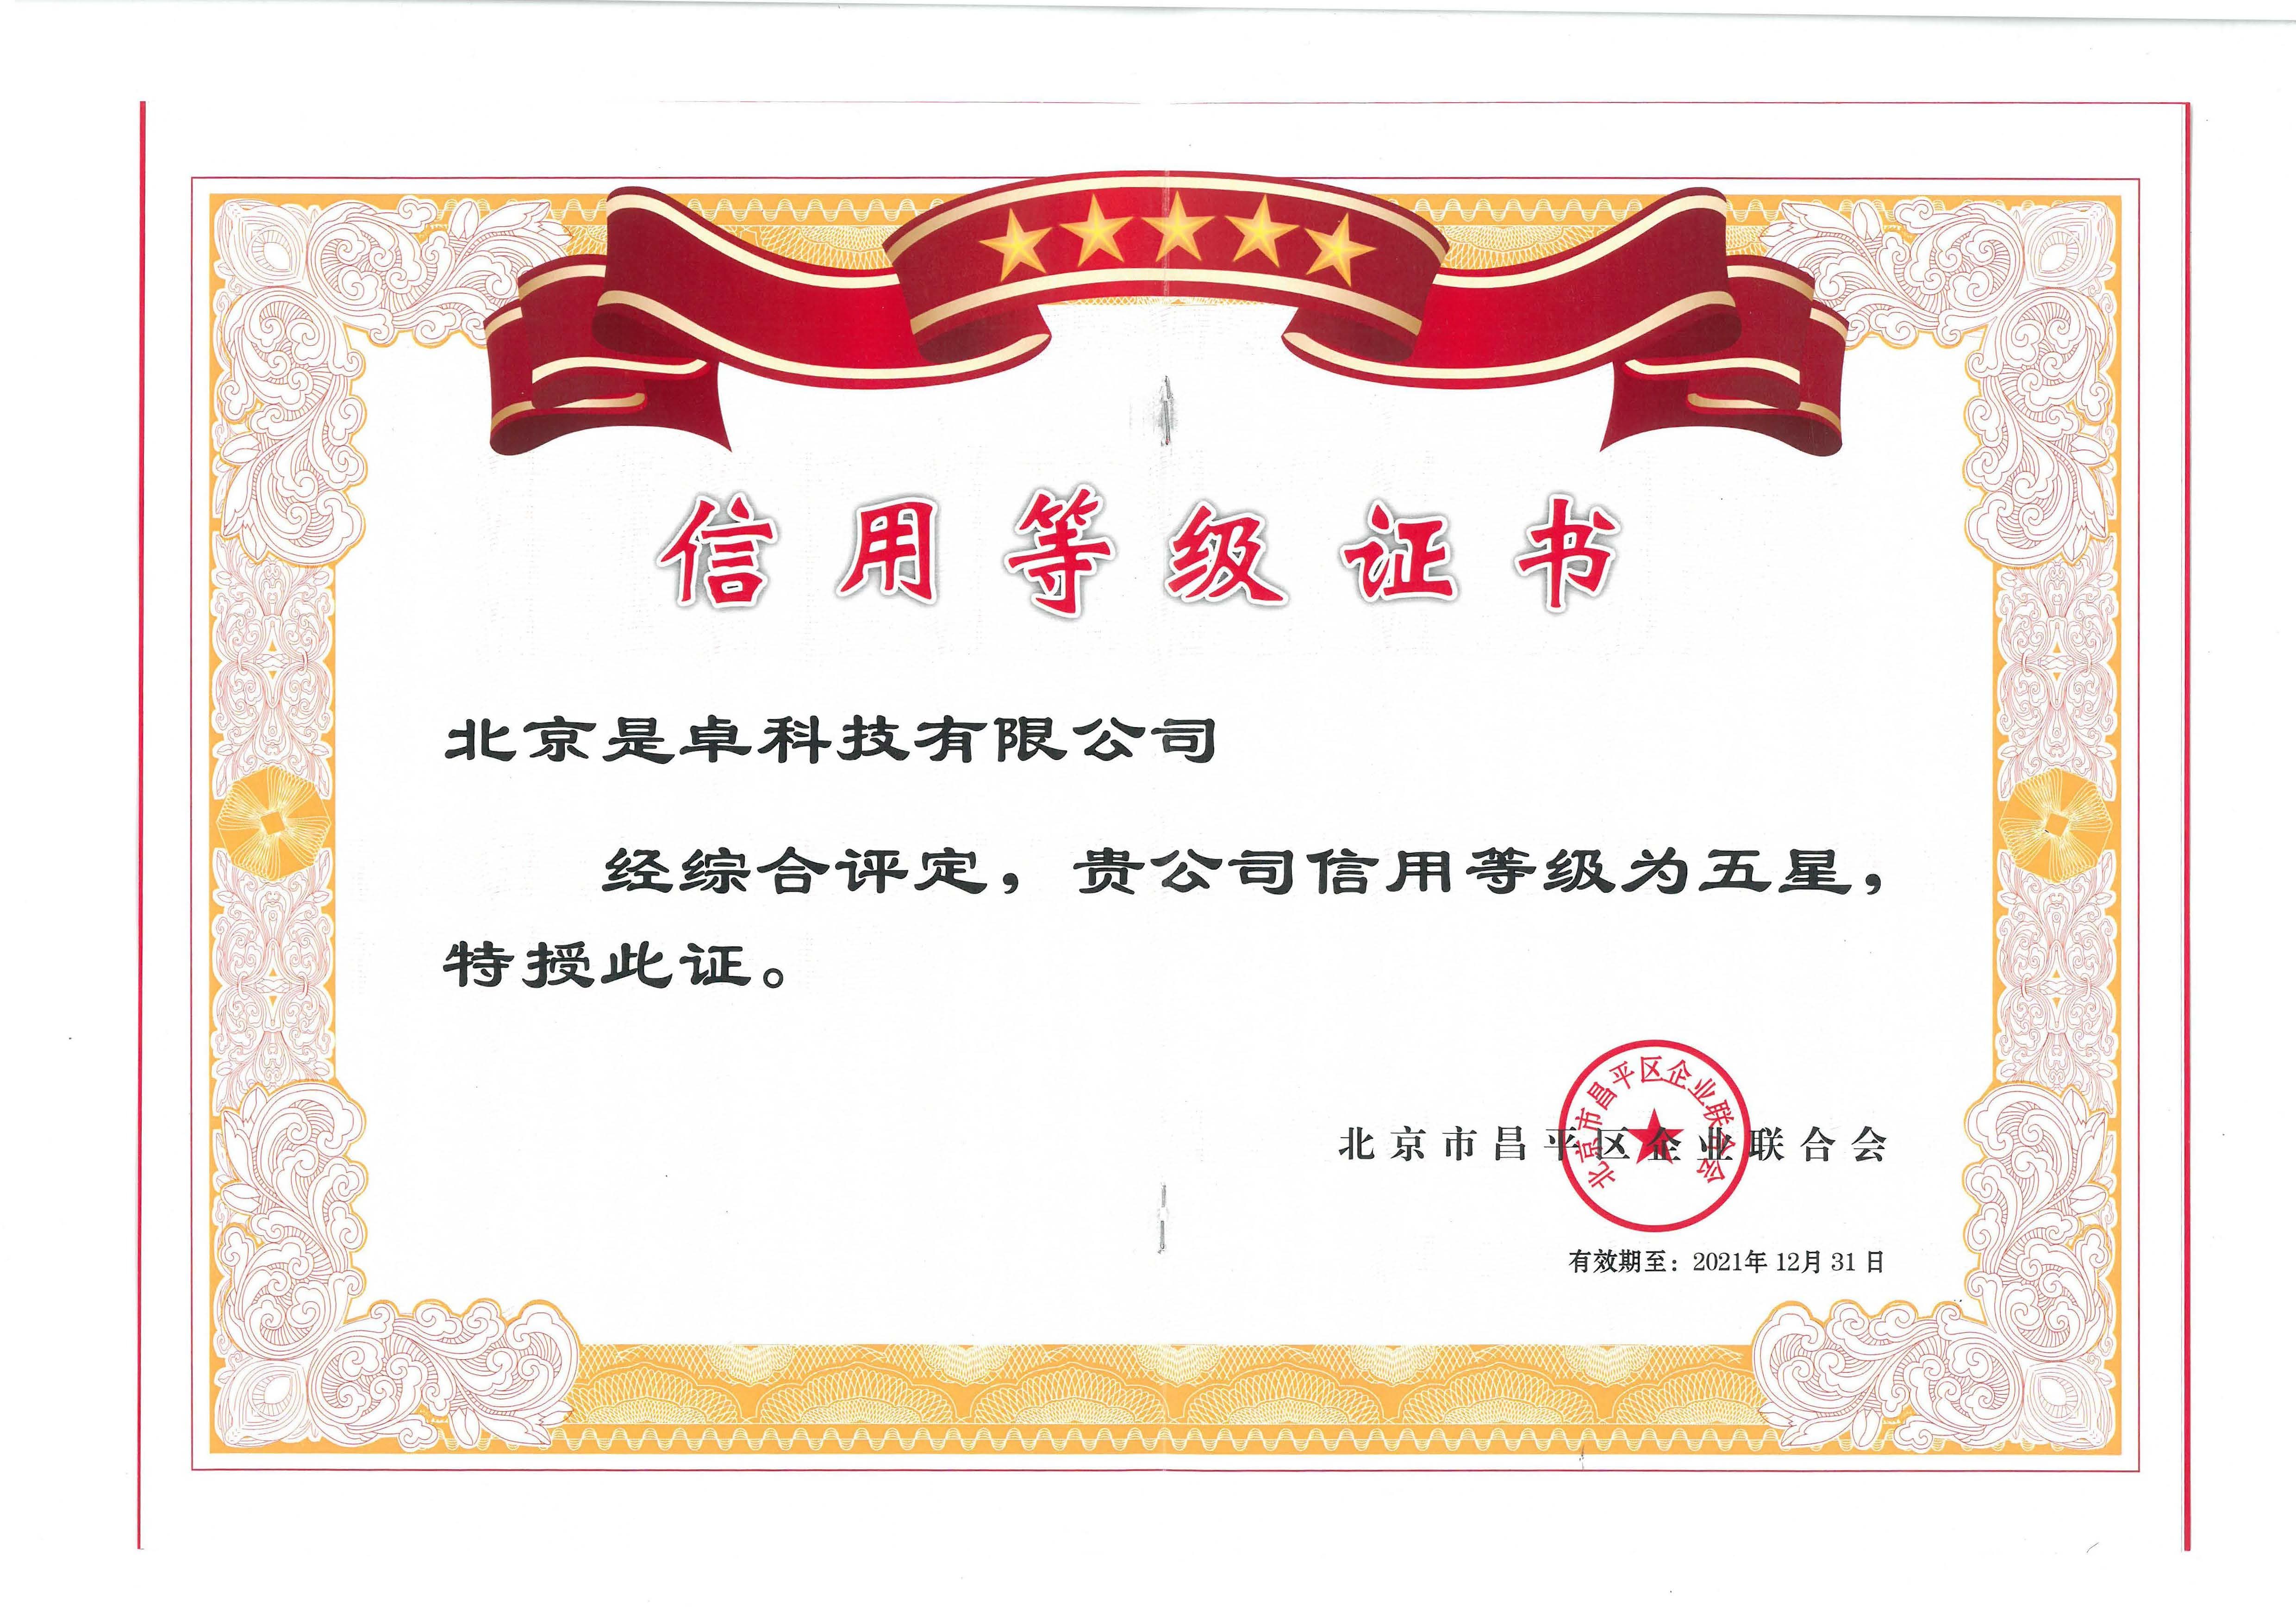 信用等级证书
北京是卓科技有限公司
经综合评定，贵公司信用等级为五星，
特授此证。
北京市昌平区企业联合会
北京市昌平区企业联合会
有效期至：2021年12月31日